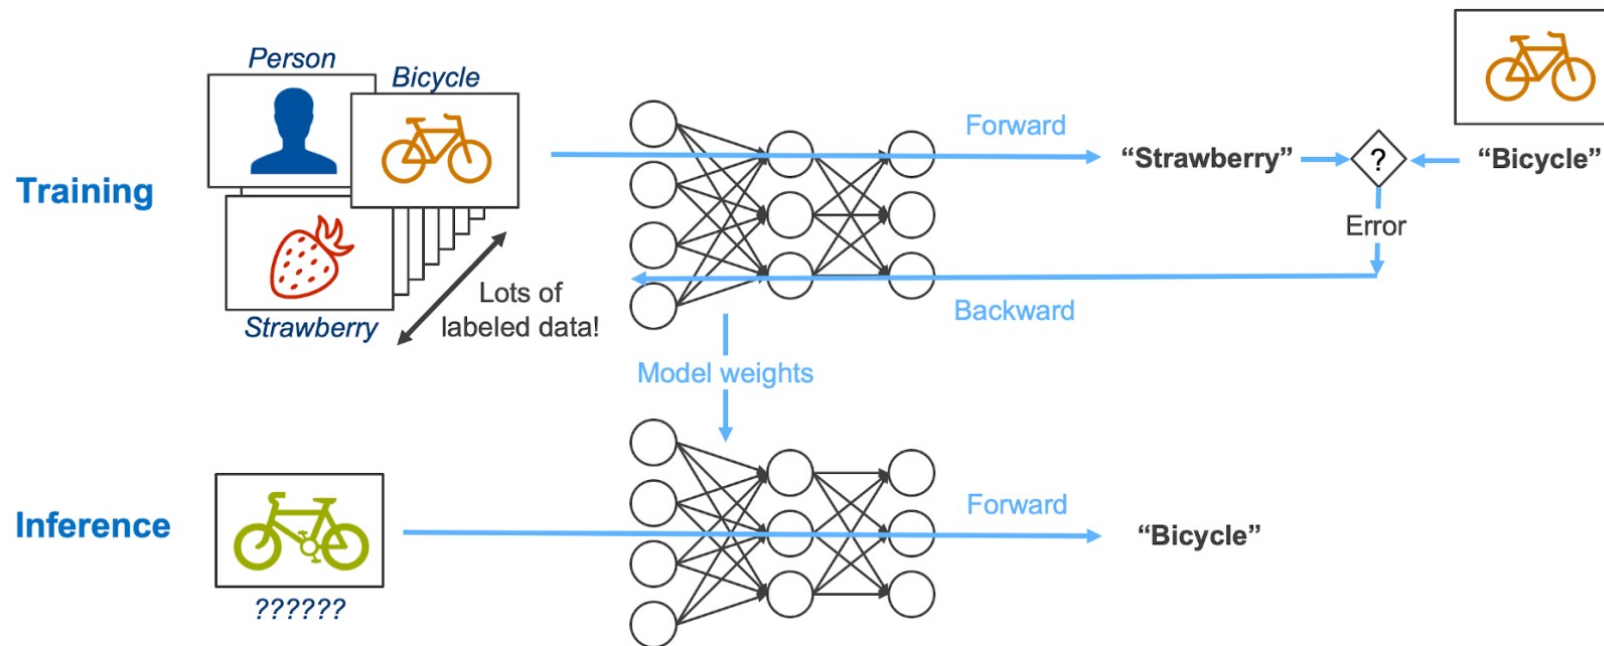 Person
Bicycle
Training
Strawberry
Lots of
labeled data!
Forward
“Strawberry”
?
“Bicycle”
Error
Backward
Model weights
Inference
??????
Forward
“Bicycle”